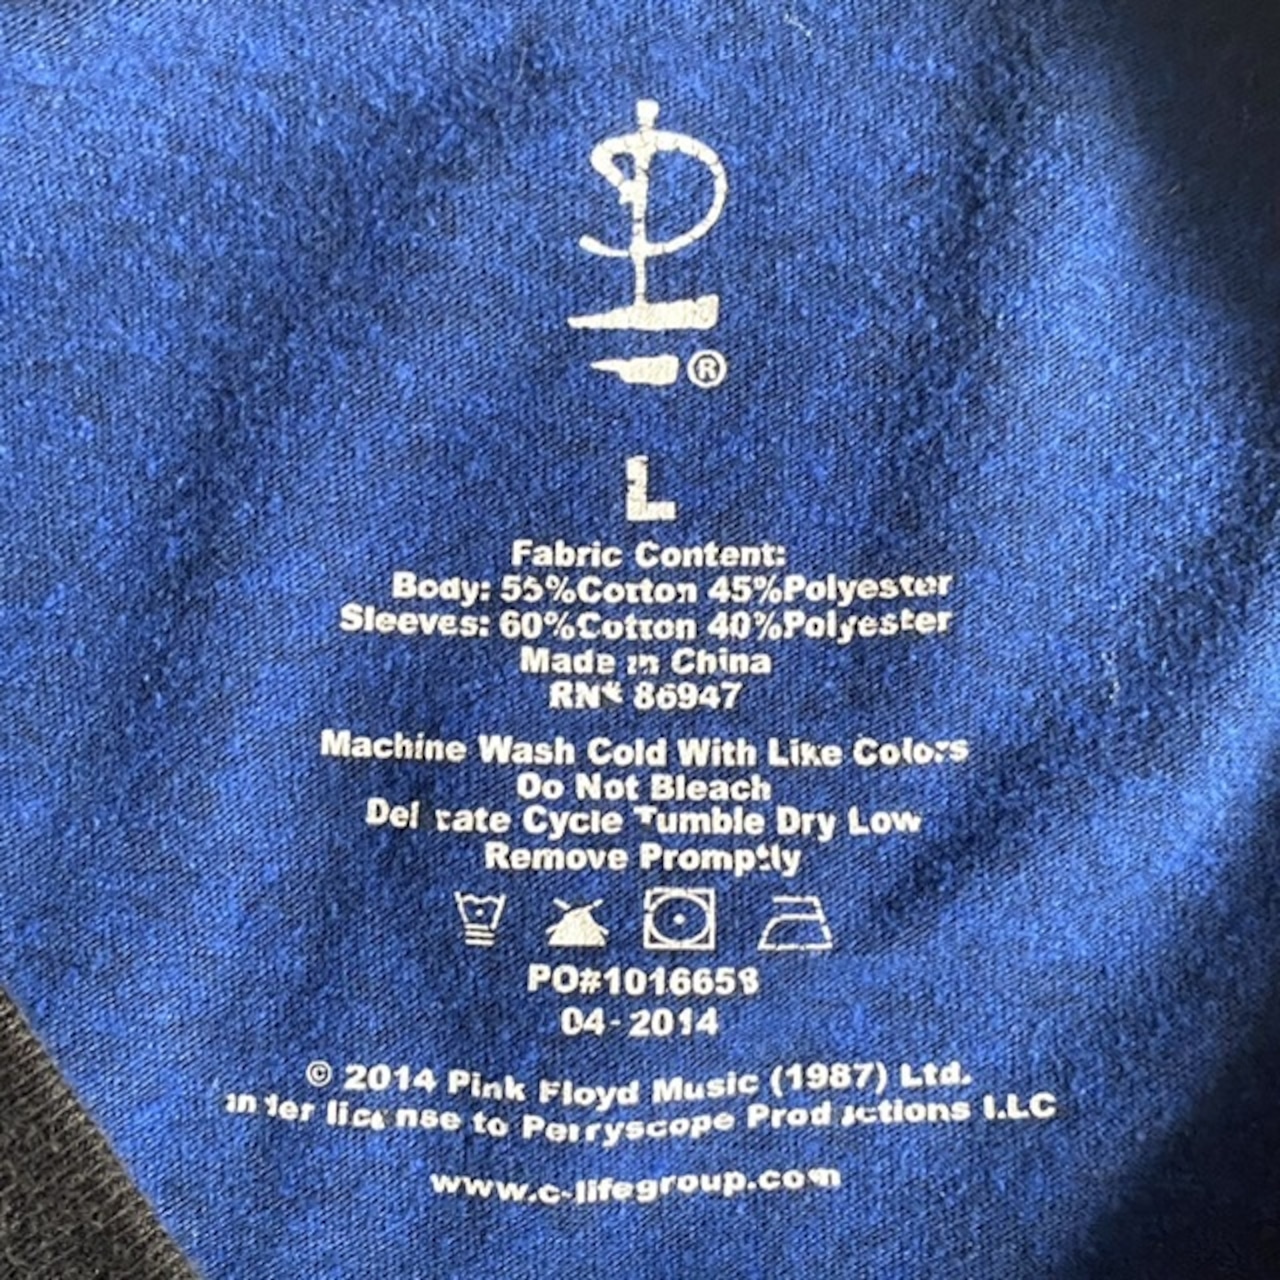 ®
L
Fabric Content:
Body: 55%Cotton 45%Polyester
Sleeves: 60%Cotton 40%Polyester
Made in China
RN# 86947
Machine Wash Cold With Like Colors
Do Not Bleach
Delicate Cycle Tumble Dry Low
Remove Promptly
PO#1016658
04-2014
© 2014 Pink Floyd Music (1987) Ltd.
under license to Perryscope Productions LLC
www.c-lifegroup.com